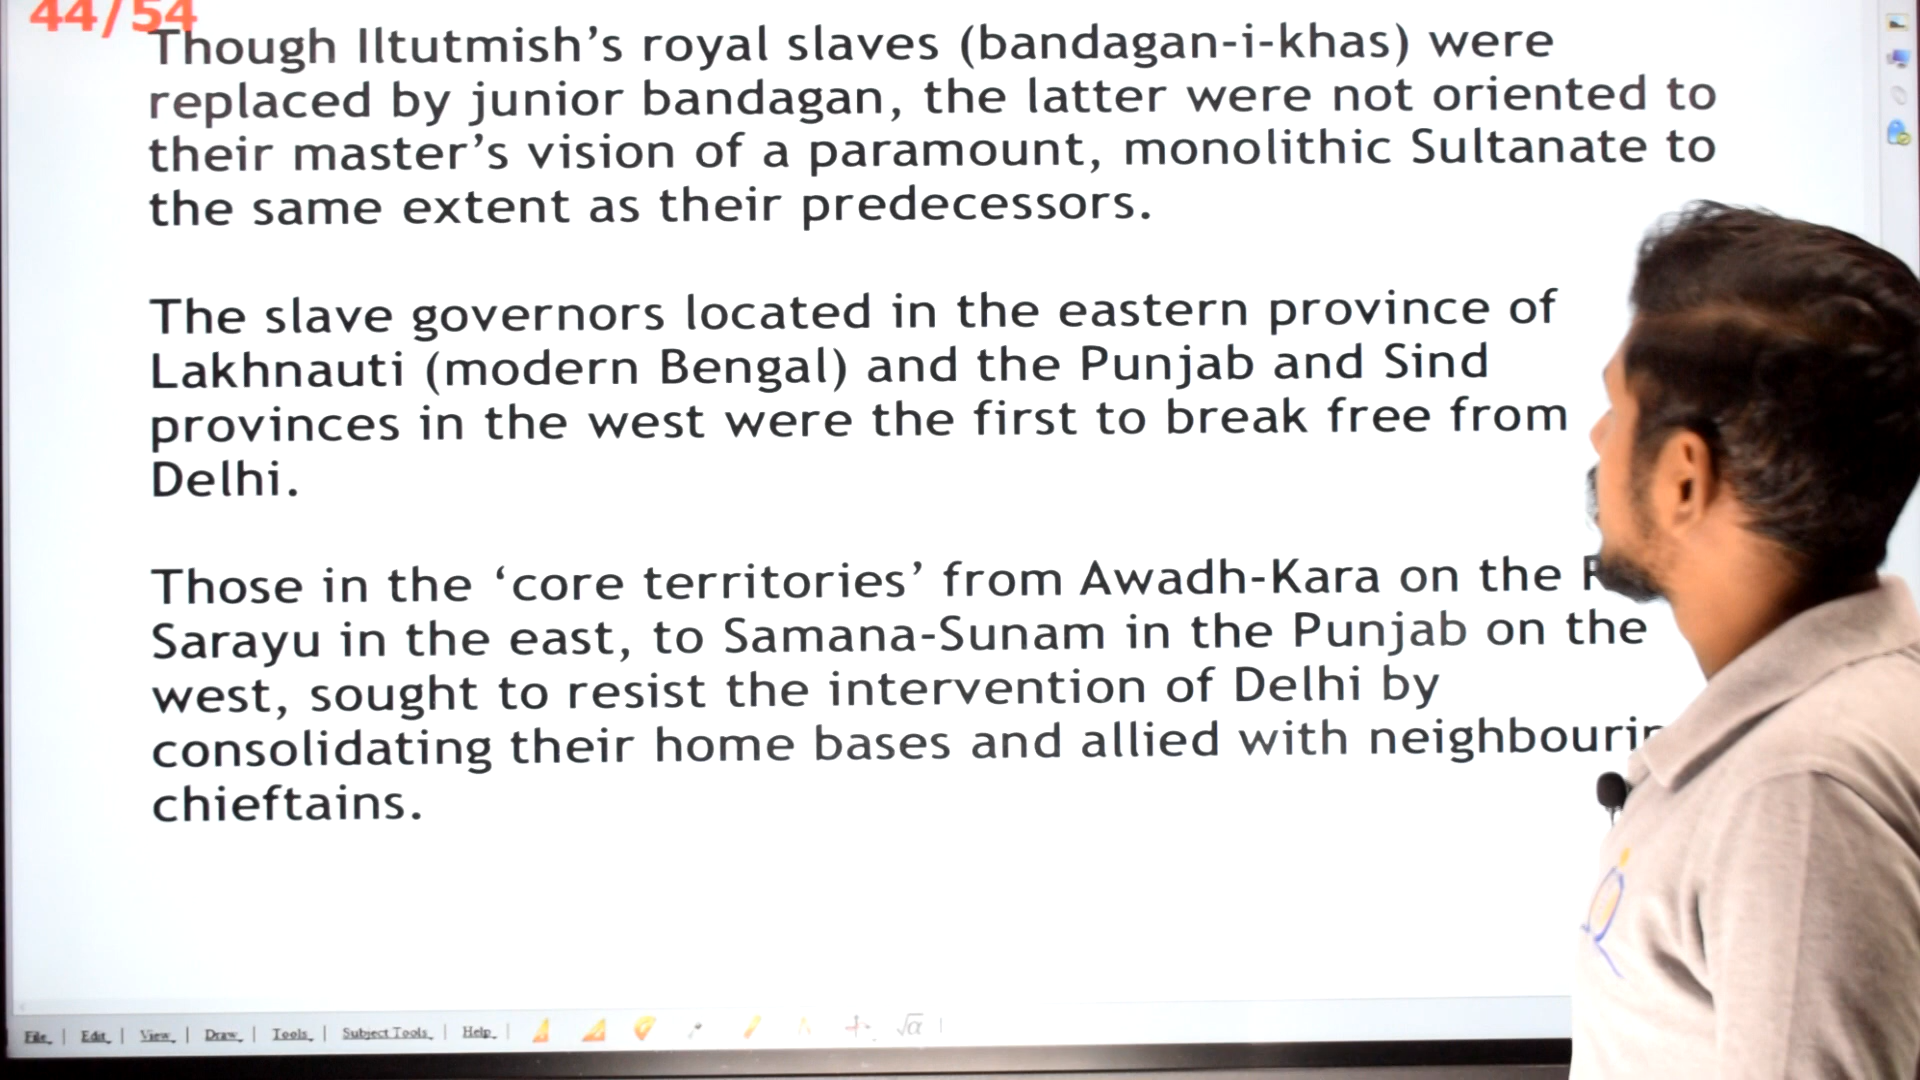 44/54
Though Iltutmish’s royal slaves (bandagan-i-khas) were
replaced by junior bandagan, the latter were not oriented to
their master’s vision of a paramount, monolithic Sultanate to
the same extent as their predecessors.
The slave governors located in the eastern province of
Lakhnauti (modern Bengal) and the Punjab and Sind
provinces in the west were the first to break free from
Delhi.
Those in the ‘core territories’ from Awadh-Kara on the
Sarayu in the east, to Samana-Sunam in the Punjab on the
west, sought to resist the intervention of Delhi by
consolidating their home bases and allied with
chieftains.
File Edit View Draw Tools Subject Tools Help √α